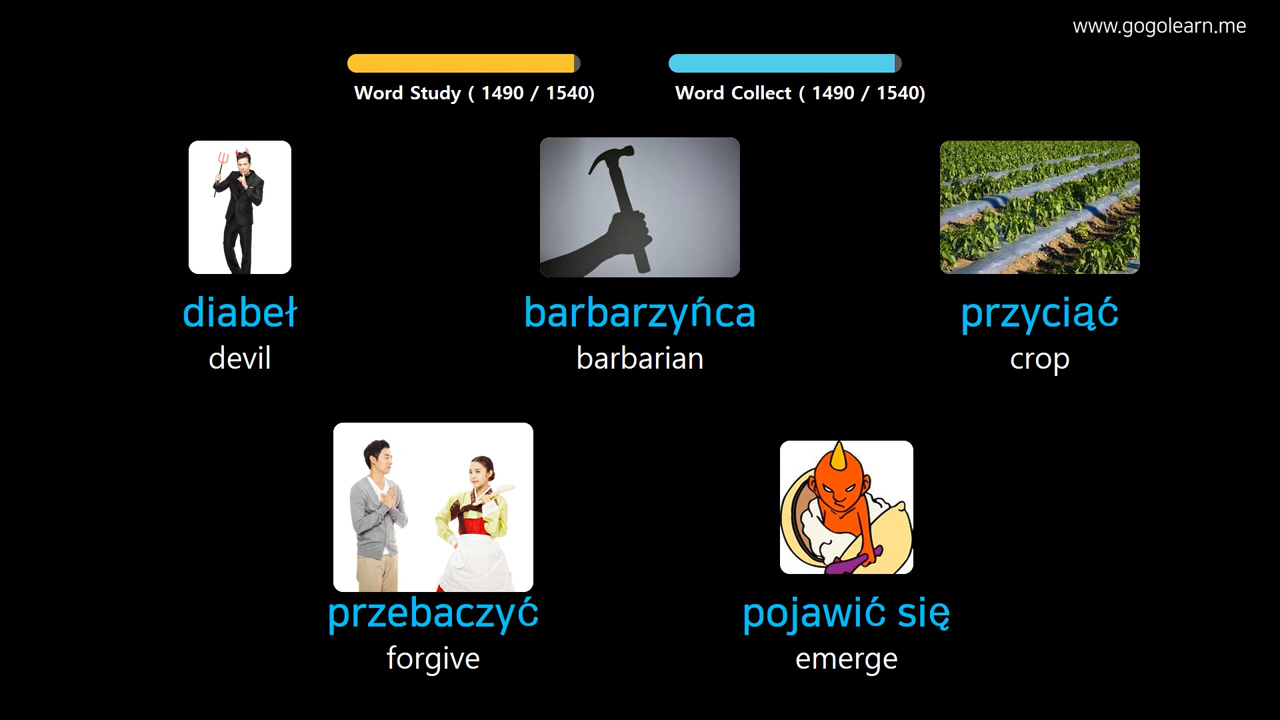 www.gogolearn.me
Word Study ( 1490 / 1540)
Word Collect ( 1490 / 1540)
diabeł
devil
barbarzyńca
barbarian
przyciąć
crop
przebaczyć
forgive
pojawić się
emerge